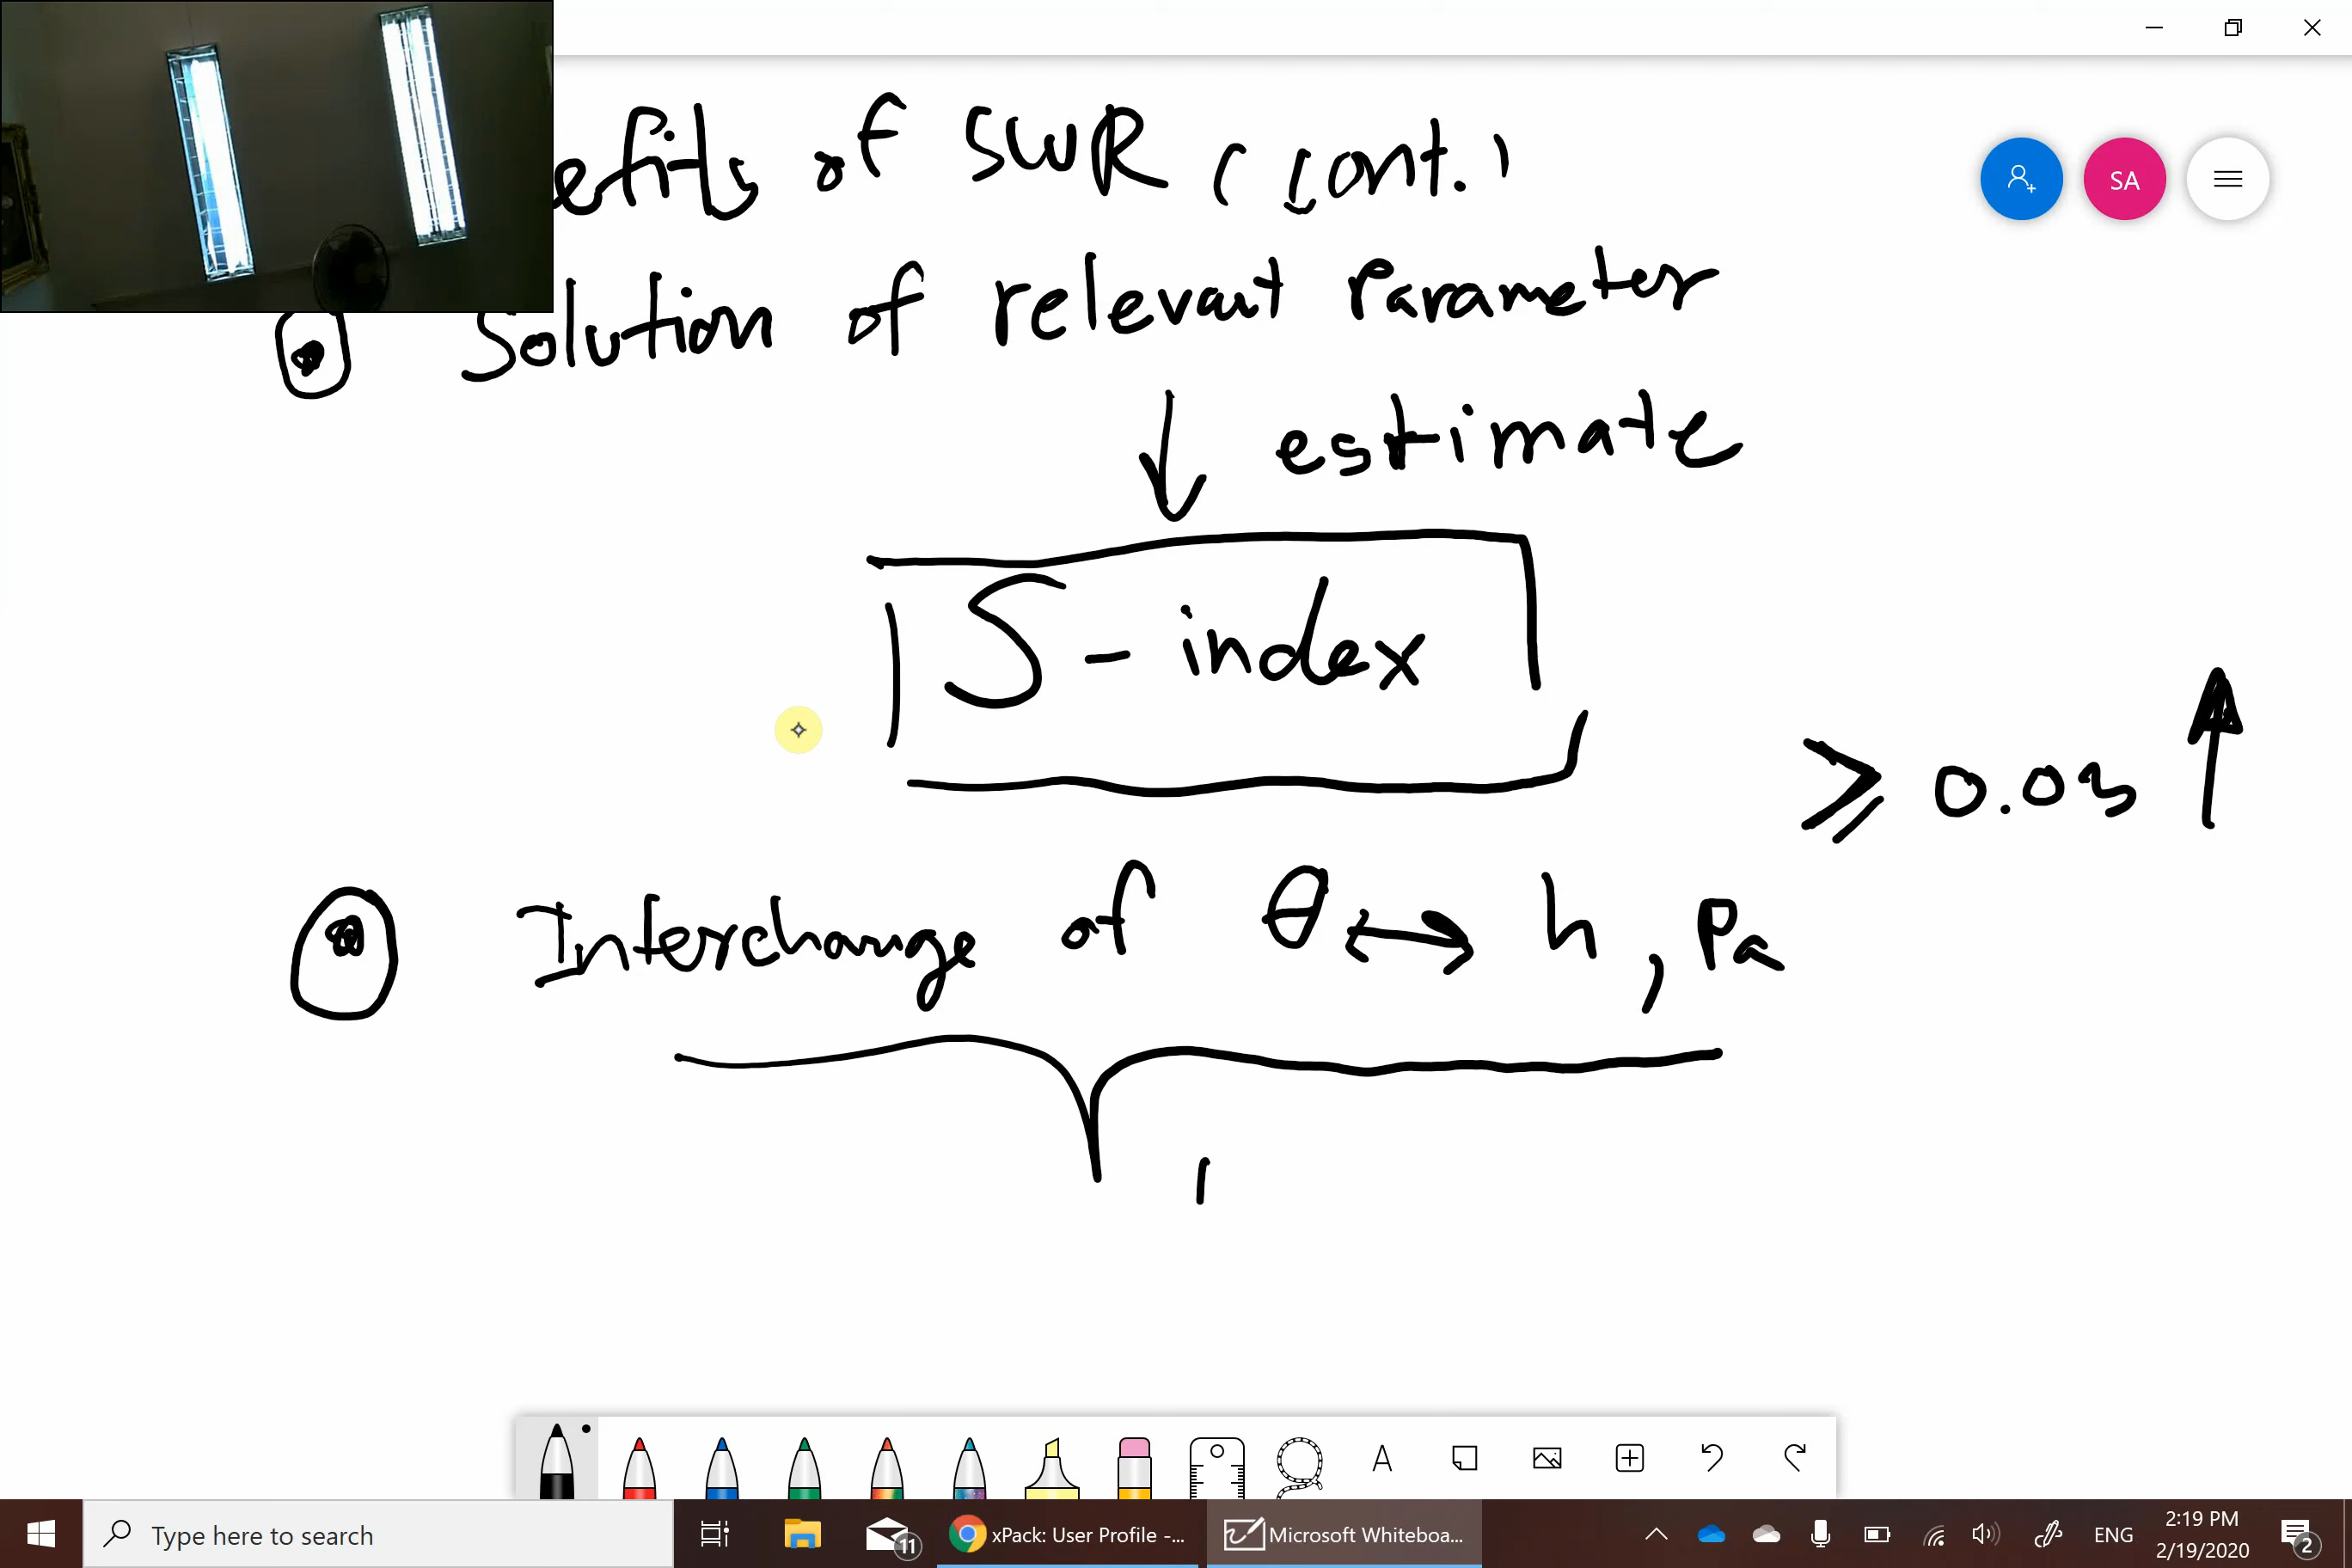 efits of SWR (cont.)
SA
Solution of relevant Parameter
↓ estimate
S - index
≥ 0.03 ↑
Interchange of θ ↔ h, Pa
Type here to search
11
xPack: User Profile -...
Microsoft Whiteboa...
ENG
2:19 PM
2/19/2020
2